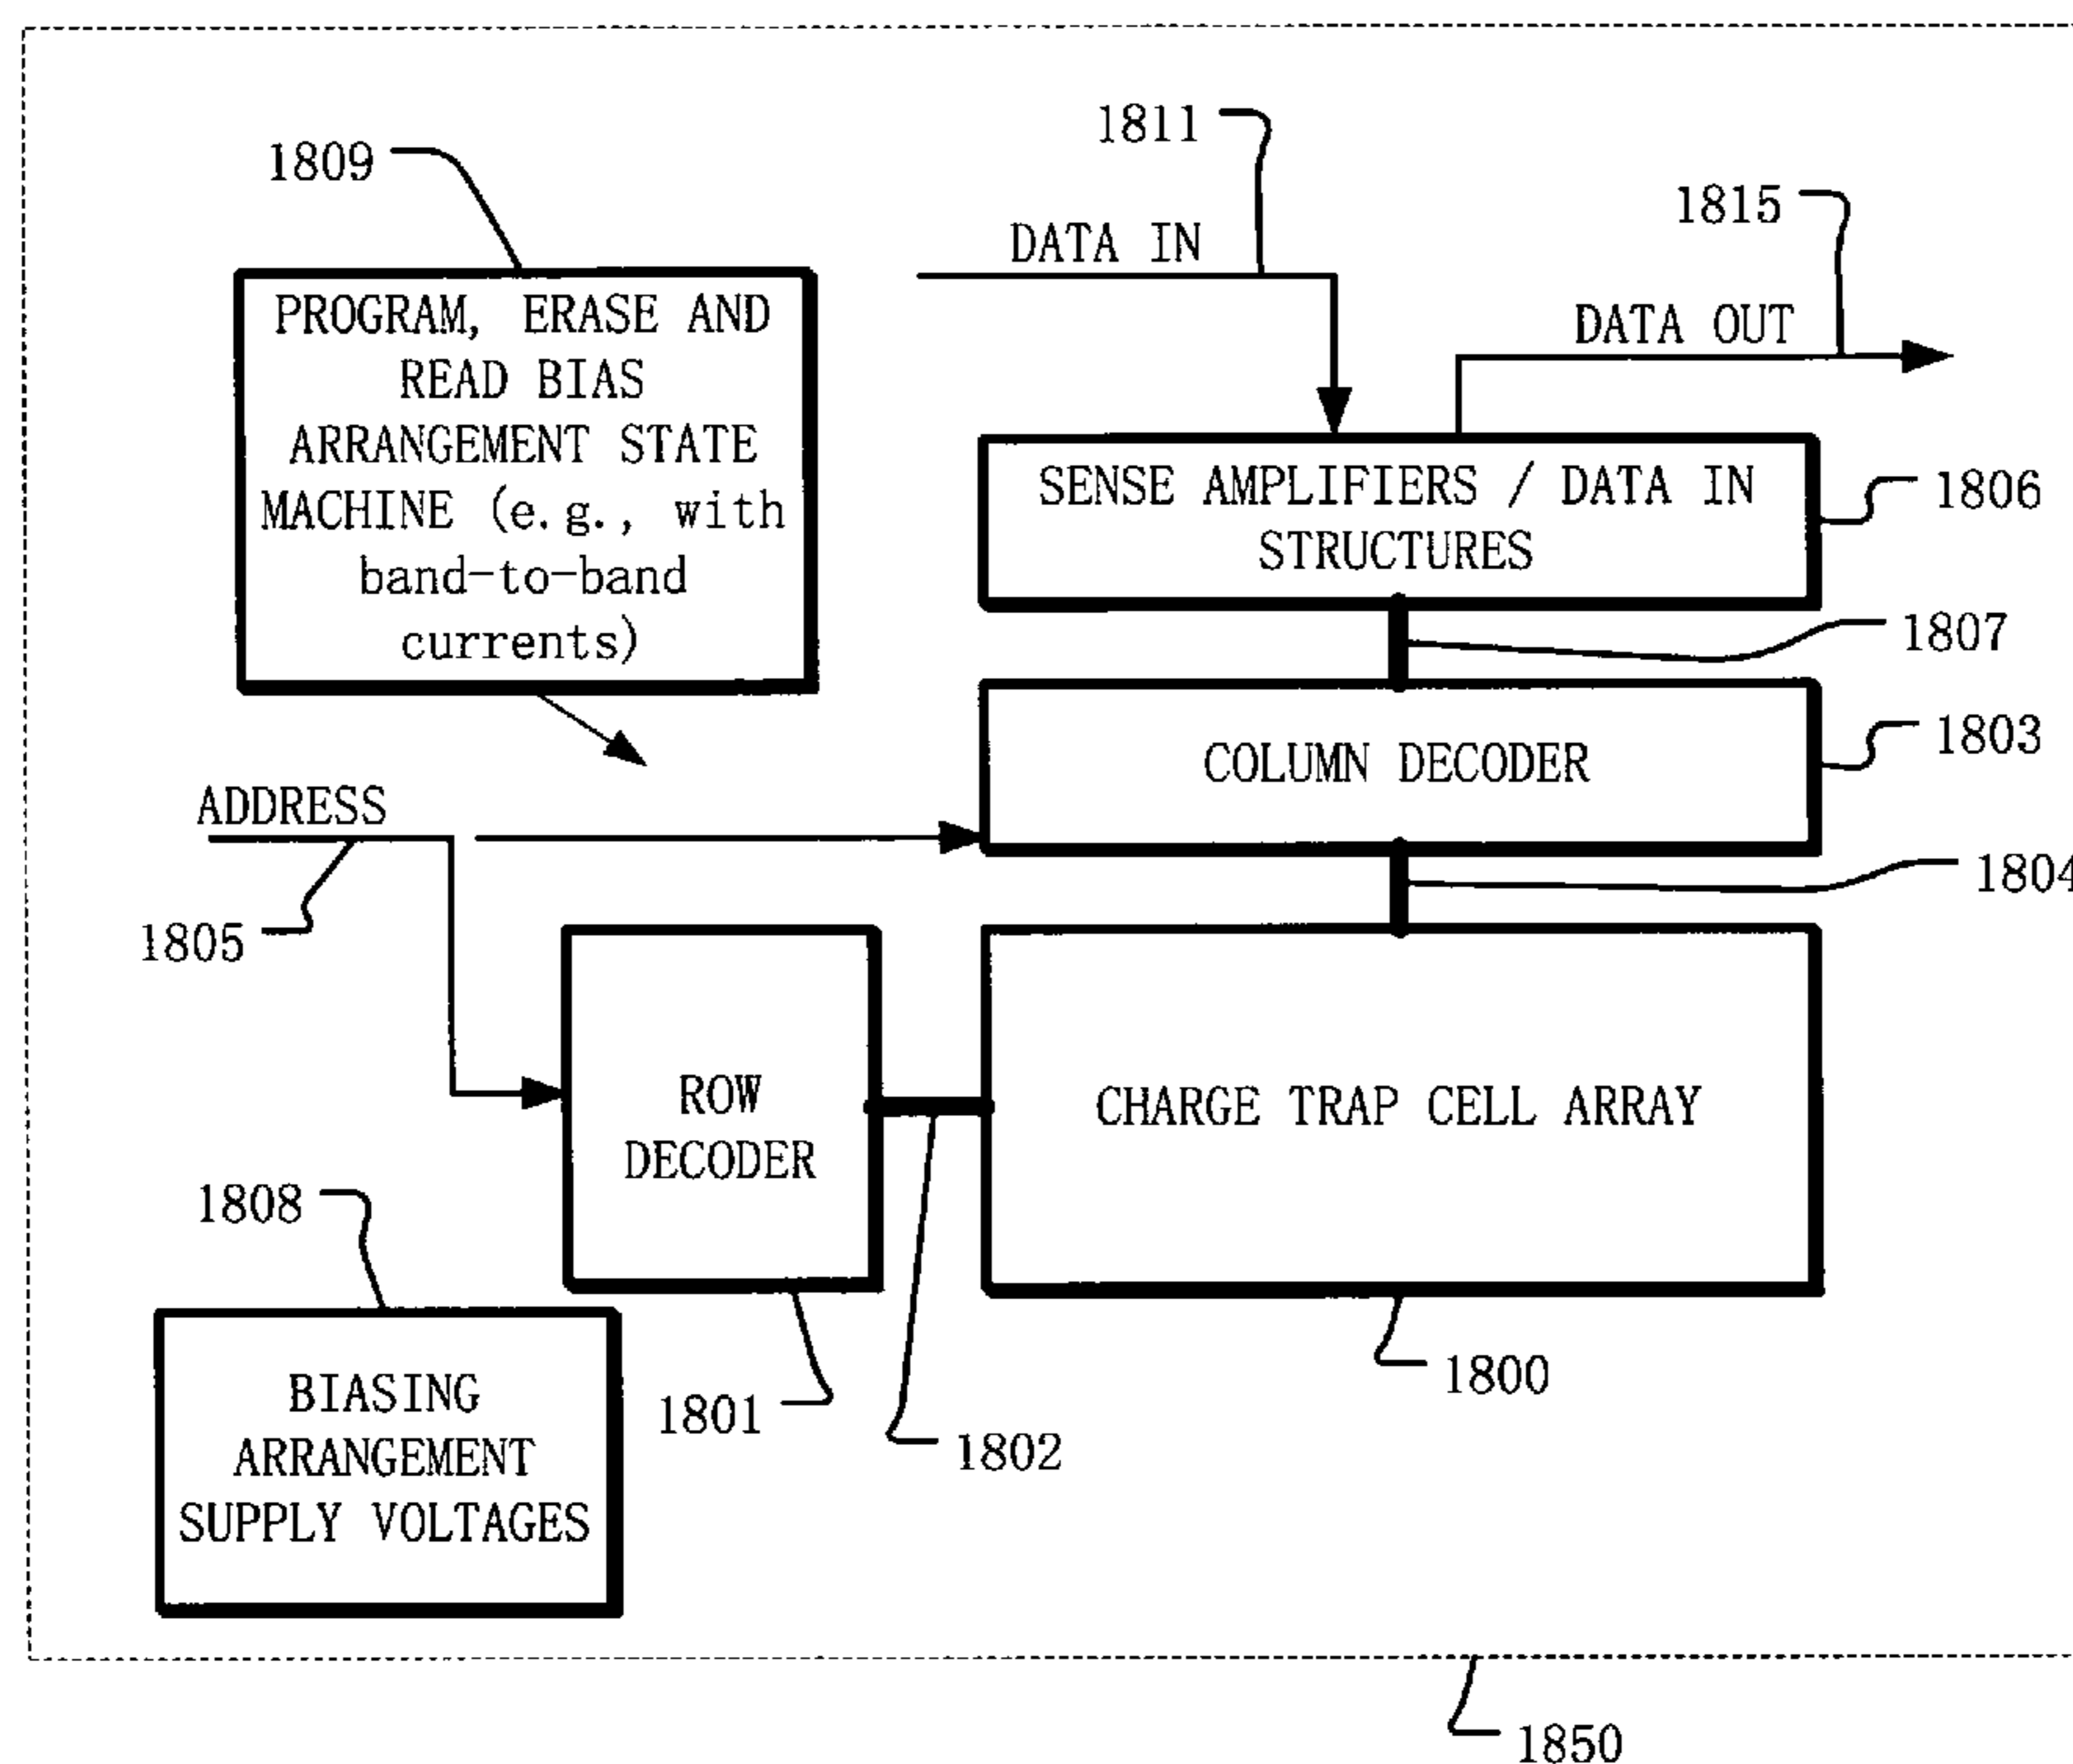 1811
1809
1815
DATA IN
DATA OUT
PROGRAM, ERASE AND
READ BIAS
ARRANGEMENT STATE
MACHINE (e.g., with
band-to-band
currents)
SENSE AMPLIFIERS / DATA IN
STRUCTURES
1806
1807
COLUMN DECODER
1803
ADDRESS
1804
1805
ROW
DECODER
CHARGE TRAP CELL ARRAY
1808
BIASING
ARRANGEMENT
SUPPLY VOLTAGES
1801
1802
1800
1850